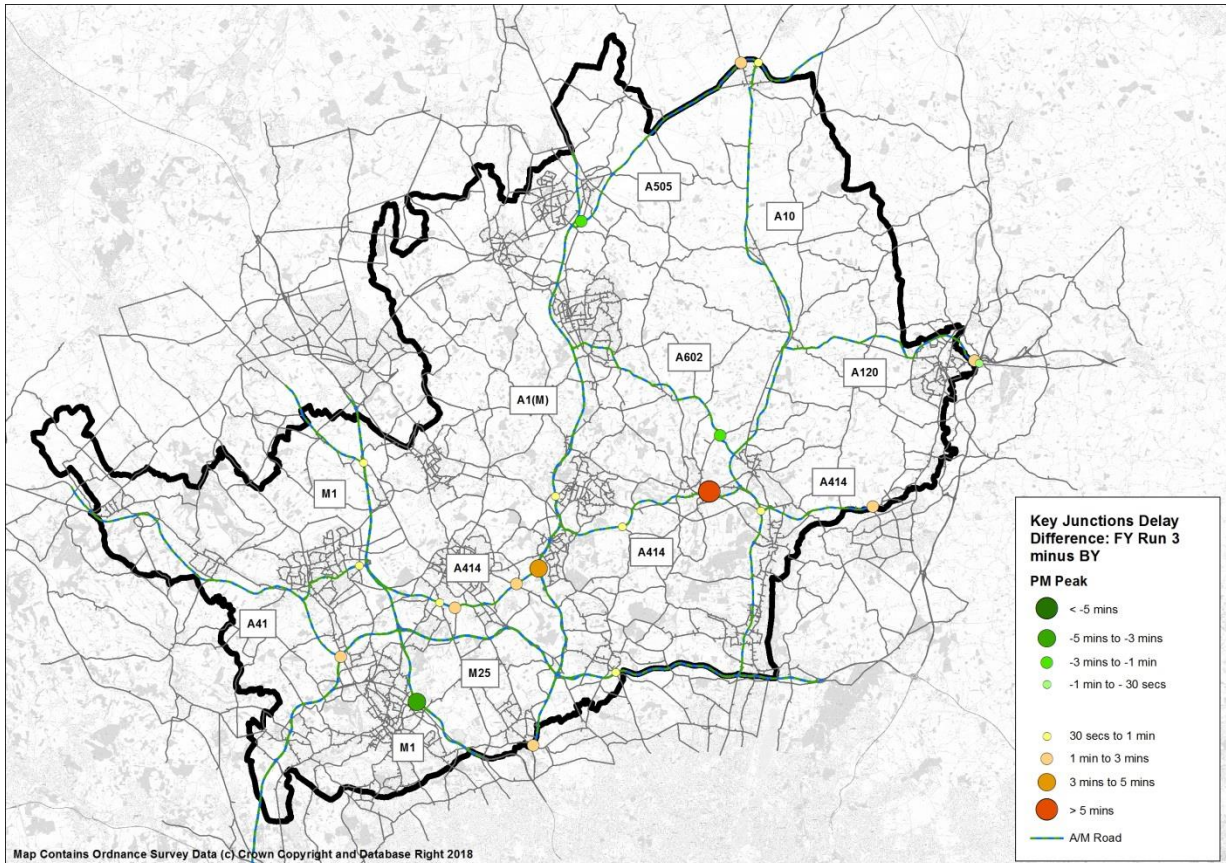 A505
A10
A602
A120
A1(M)
M1
A414
A414
A414
A41
M25
M1
Key Junctions Delay
Difference: FY Run 3
minus BY
PM Peak
< -5 mins
-5 mins to -3 mins
-3 mins to -1 min
-1 min to - 30 secs
30 secs to 1 min
1 min to 3 mins
3 mins to 5 mins
> 5 mins
A/M Road
Map Contains Ordnance Survey Data (c) Crown Copyright and Database Right 2018